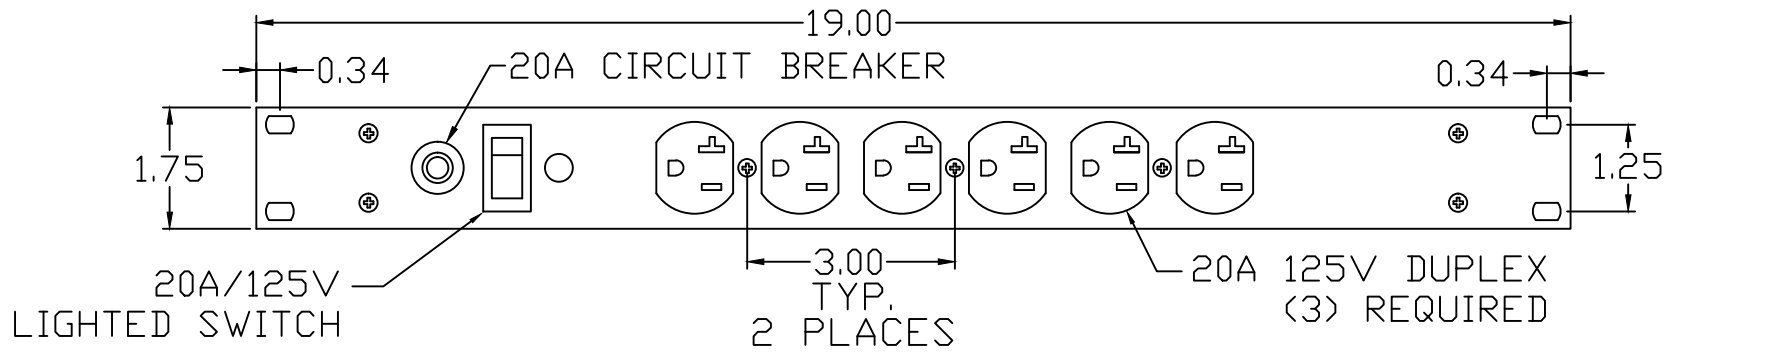 19.00
0.34
20A CIRCUIT BREAKER
0.34
1.75
1.25
3.00
TYP.
2 PLACES
20A 125V DUPLEX
(3) REQUIRED
20A/125V
LIGHTED SWITCH